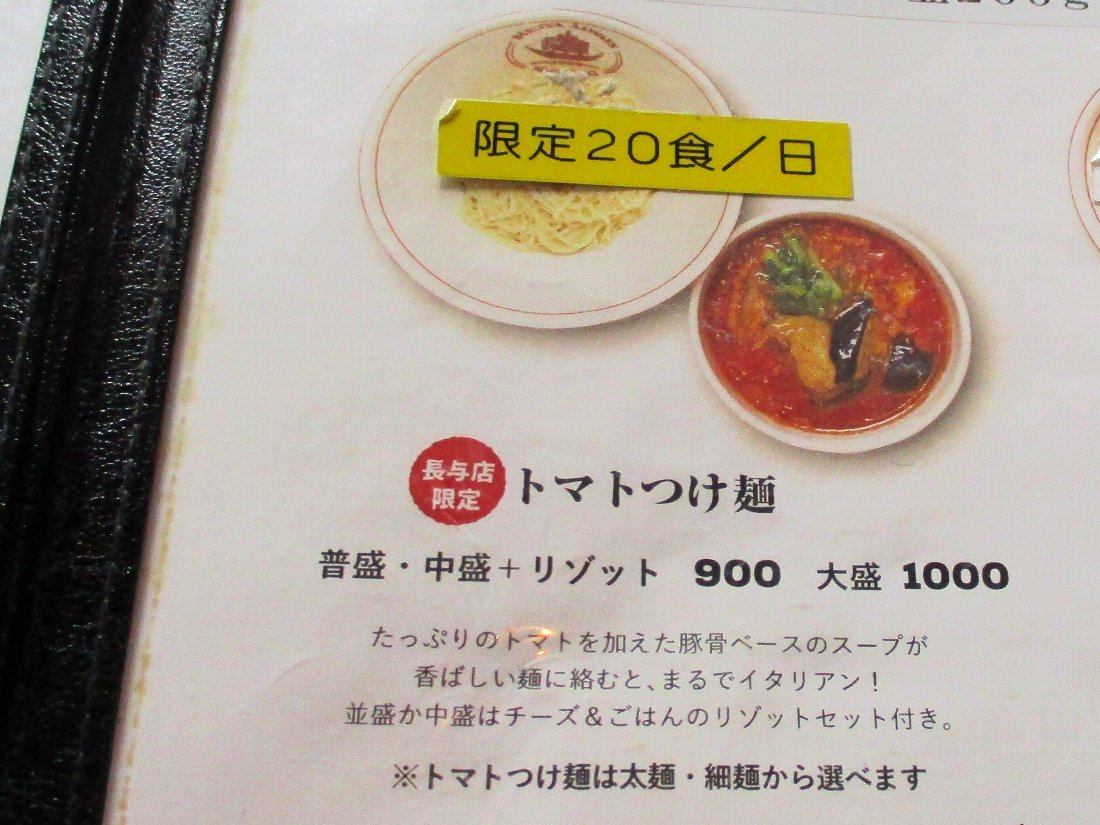 限定20食／日
長与店
限定
トマトつけ麺
普盛・中盛＋リゾット 900 大盛 1000
たっぷりのトマトを加えた豚骨ベースのスープが
香ばしい麺に絡むと、まるでイタリアン！
並盛か中盛はチーズ＆ごはんのリゾットセット付き。
※トマトつけ麺は太麺・細麺から選べます